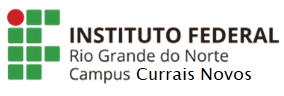 INSTITUTO FEDERAL
Rio Grande do Norte
Campus Currais Novos